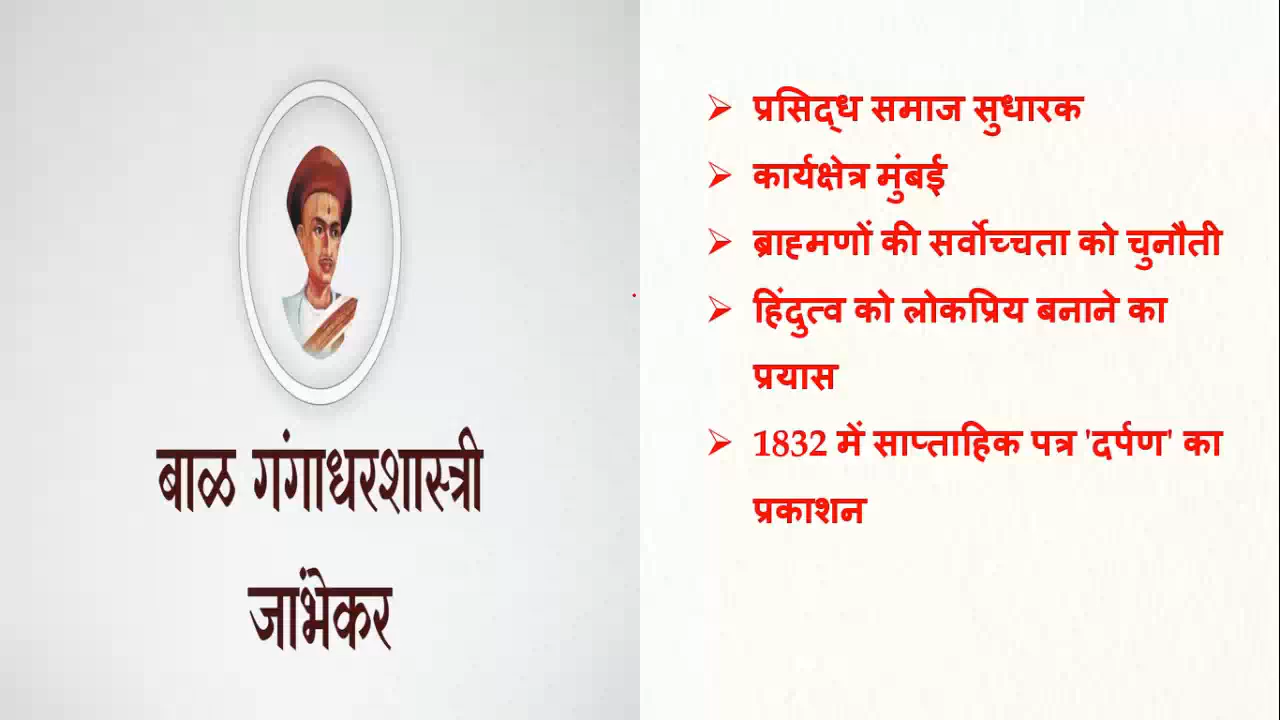 बाळ गंगाधरशास्त्री
जांभेकर
➢ प्रसिद्ध समाज सुधारक
➢ कार्यक्षेत्र मुंबई
➢ ब्राह्मणों की सर्वोच्चता को चुनौती
➢ हिंदुत्व को लोकप्रिय बनाने का
प्रयास
➢ 1832 में साप्ताहिक पत्र 'दर्पण' का
प्रकाशन